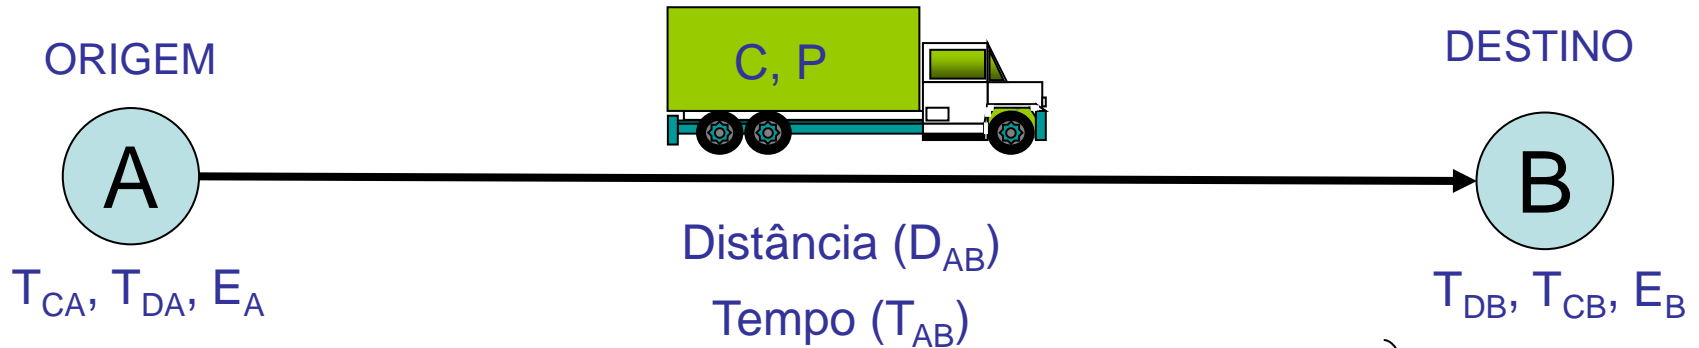 ORIGEM
C, P
DESTINO
A
B
Distância (D_AB)
T_CA, T_DA, E_A
T_DB, T_CB, E_B
Tempo (T_AB)